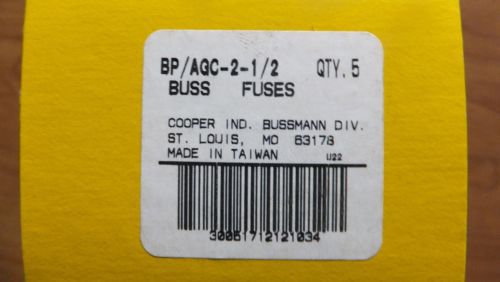 BP/AGC-2-1/2 QTY. 5
BUSS FUSES
COOPER IND. BUSSMANN DIV.
ST. LOUIS, MO 63178
MADE IN TAIWAN U22
30051712121034